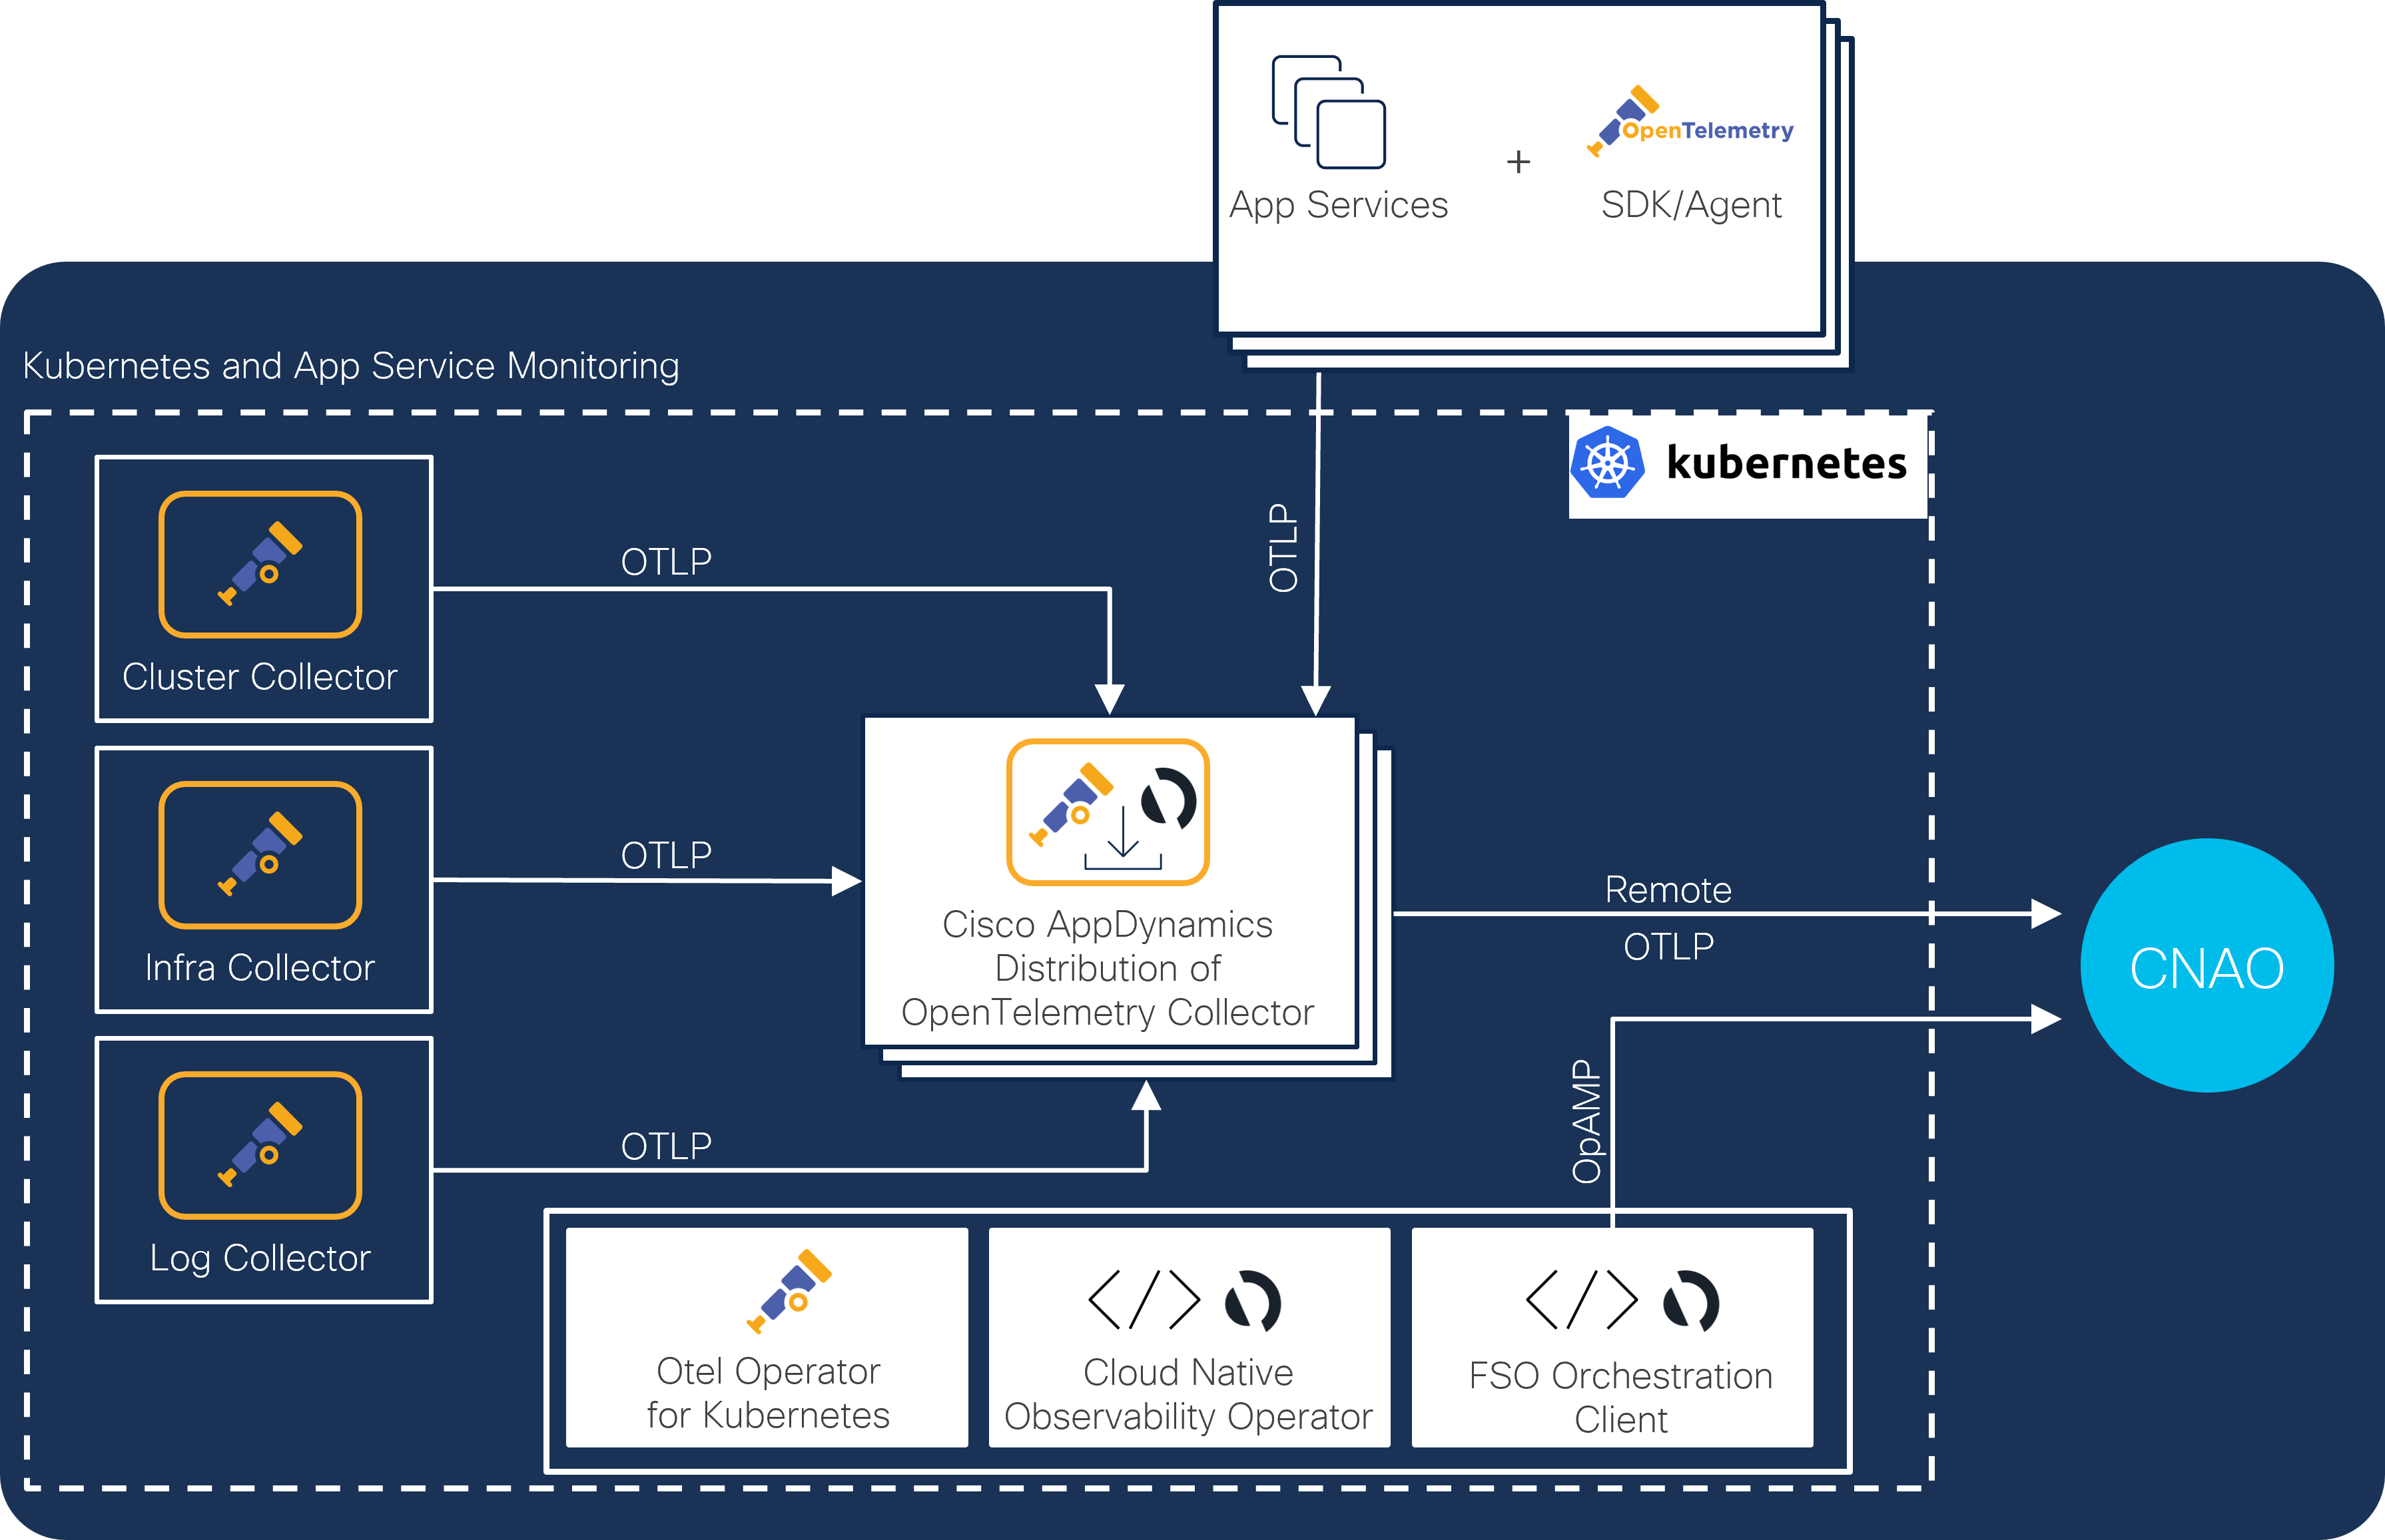 OpenTelemetry
+
App Services
SDK/Agent
Kubernetes and App Service Monitoring
kubernetes
OTLP
OTLP
Cluster Collector
OTLP
Infra Collector
Cisco AppDynamics
Distribution of
OpenTelemetry Collector
Remote
OTLP
CNAO
OTLP
Log Collector
OpAMP
Otel Operator
for Kubernetes
</>
Cloud Native
Observability Operator
</>
FSO Orchestration
Client